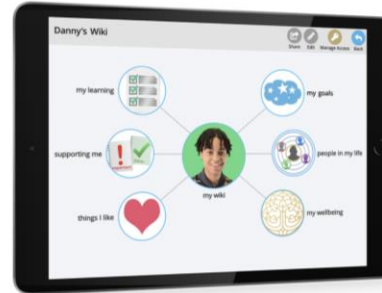 Danny's Wiki
Share Edit Manage Access Back
my learning
my goals
supporting me
people in my life
my wiki
things I like
my wellbeing